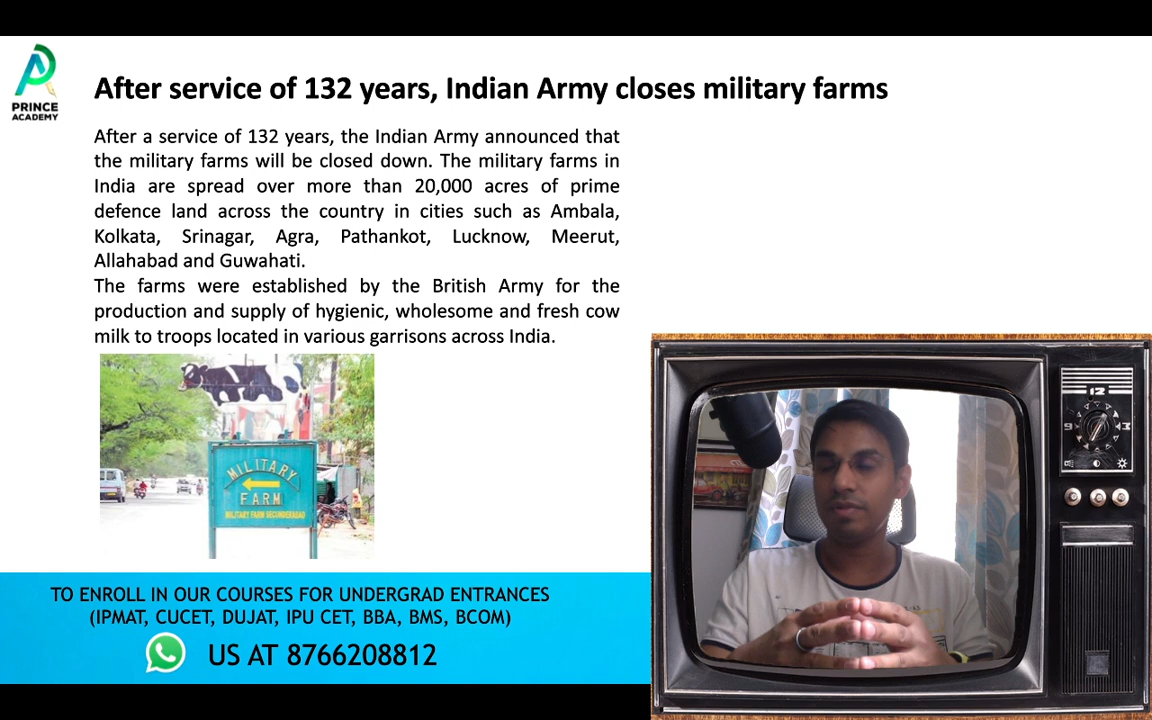 PRINCE
ACADEMY
After service of 132 years, Indian Army closes military farms
After a service of 132 years, the Indian Army announced that
the military farms will be closed down. The military farms in
India are spread over more than 20,000 acres of prime
defence land across the country in cities such as Ambala,
Kolkata, Srinagar, Agra, Pathankot, Lucknow, Meerut,
Allahabad and Guwahati.
The farms were established by the British Army for the
production and supply of hygienic, wholesome and fresh cow
milk to troops located in various garrisons across India.
MILITARY
FARM
MILITARY FARM SECUNDERABAD
12
9
3
TO ENROLL IN OUR COURSES FOR UNDERGRAD ENTRANCES
(IPMAT, CUCET, DUJAT, IPU CET, BBA, BMS, BCOM)
US AT 8766208812